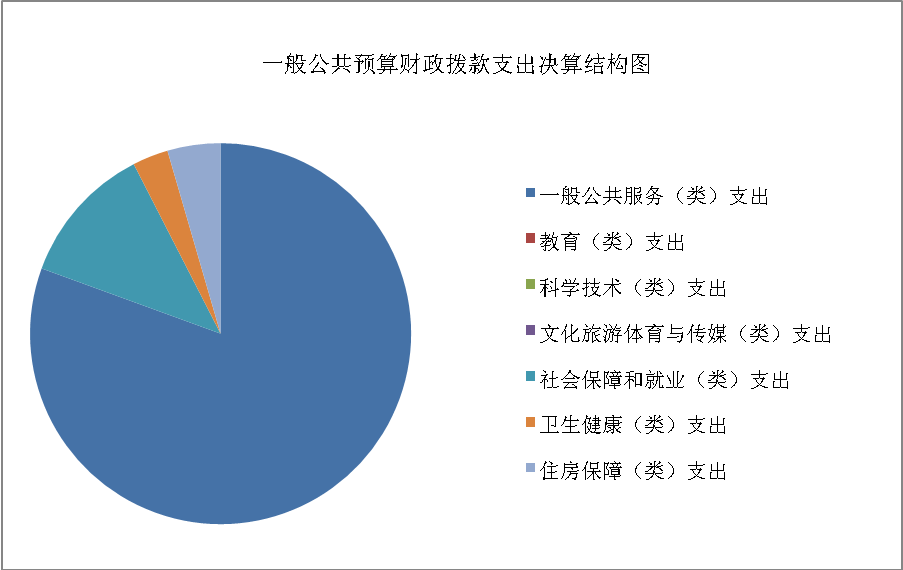 一般公共预算财政拨款支出决算结构图
一般公共服务（类）支出
教育（类）支出
科学技术（类）支出
文化旅游体育与传媒（类）支出
社会保障和就业（类）支出
卫生健康（类）支出
住房保障（类）支出